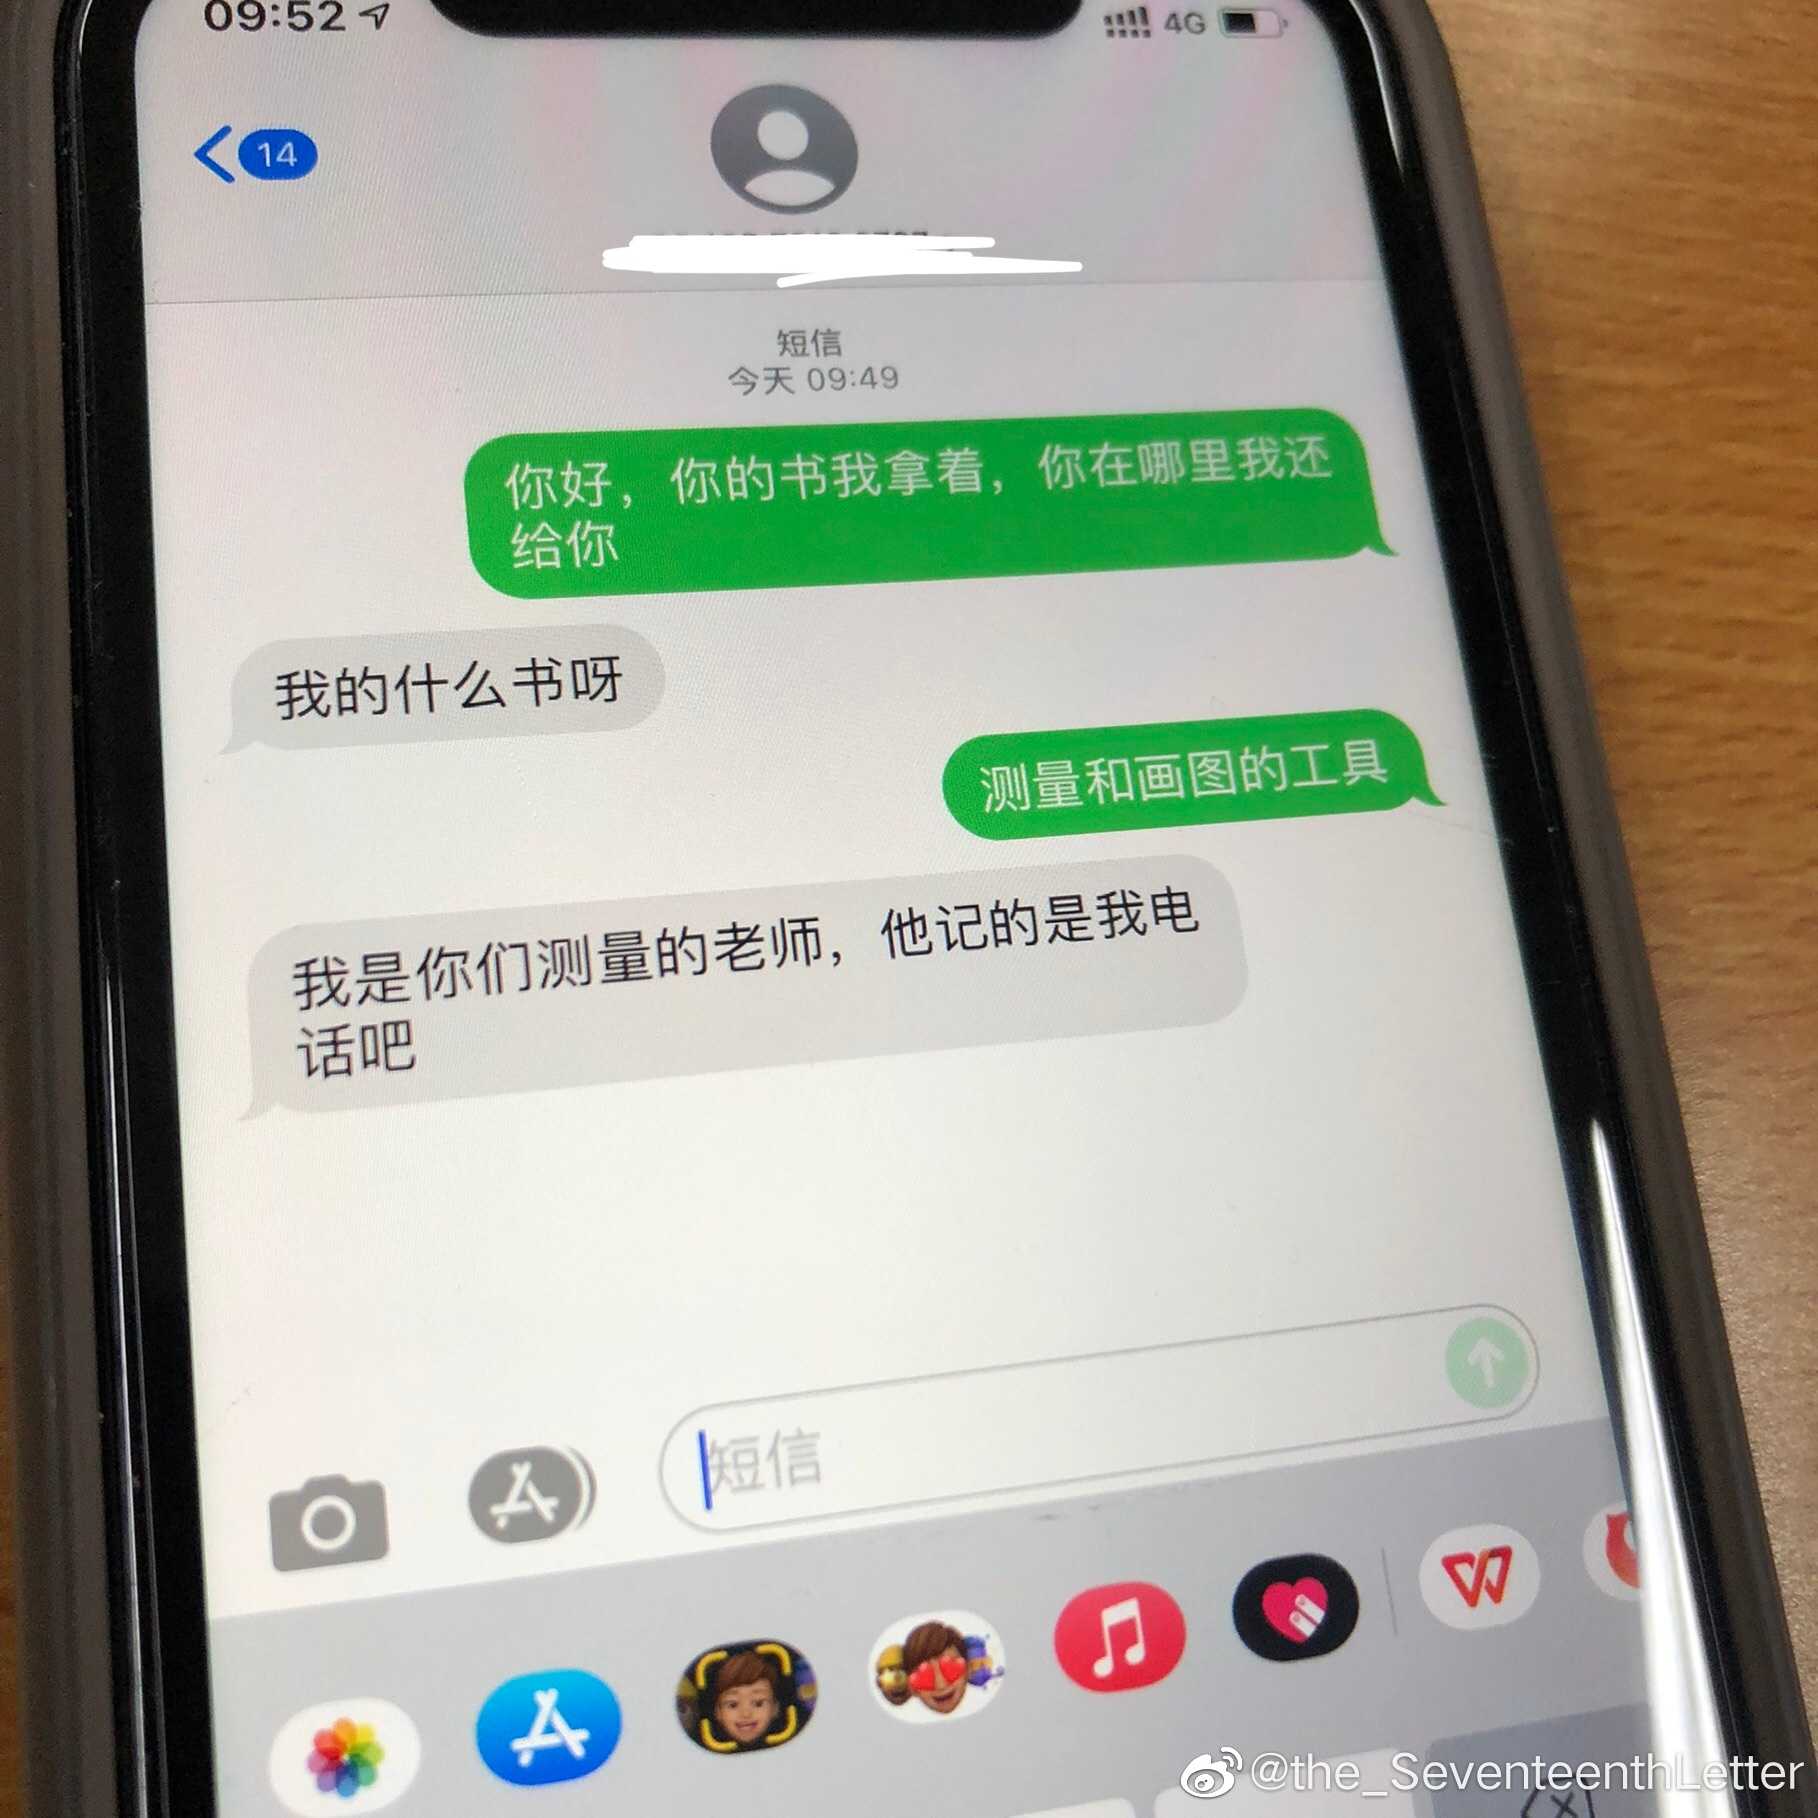 09:52
4G
14
短信
今天 09:49
你好，你的书我拿着，你在哪里我还
给你
我的什么书呀
测量和画图的工具
我是你们测量的老师，他记的是我电
话吧
短信
@the_SeventeenthLetter